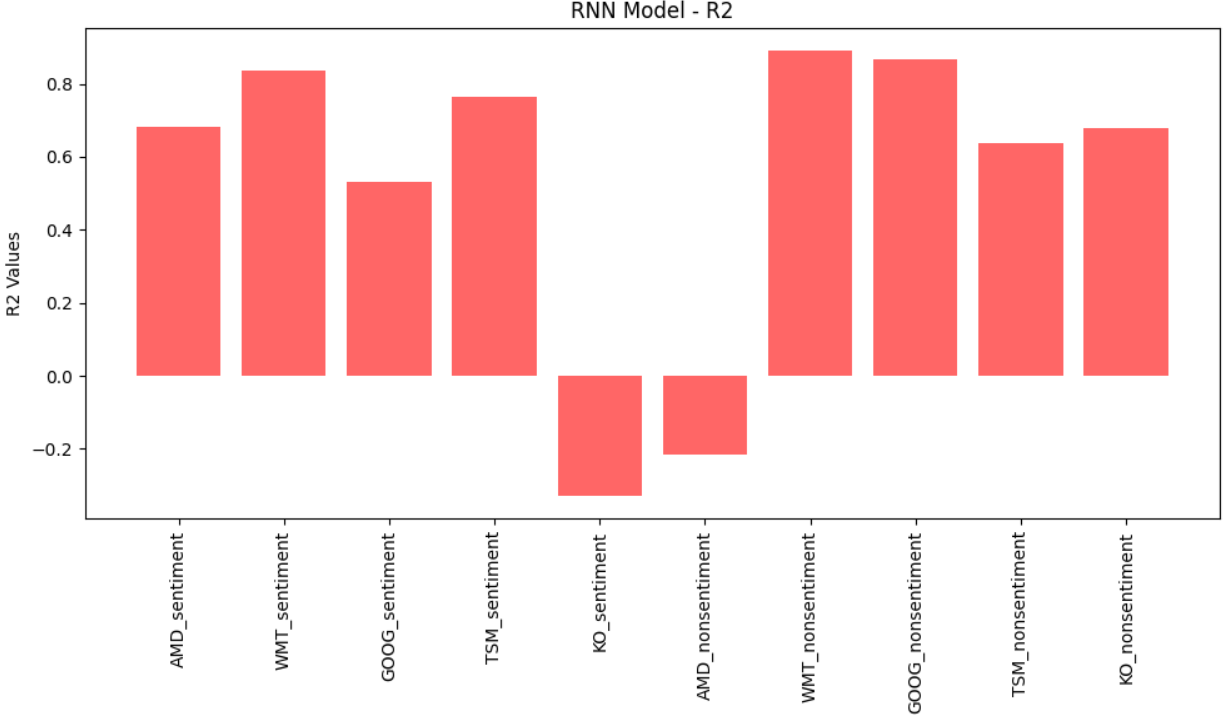 RNN Model - R2
R2 Values
0.8
0.6
0.4
0.2
0.0
−0.2
AMD_sentiment
WMT_sentiment
GOOG_sentiment
TSM_sentiment
KO_sentiment
AMD_nonsentiment
WMT_nonsentiment
GOOG_nonsentiment
TSM_nonsentiment
KO_nonsentiment